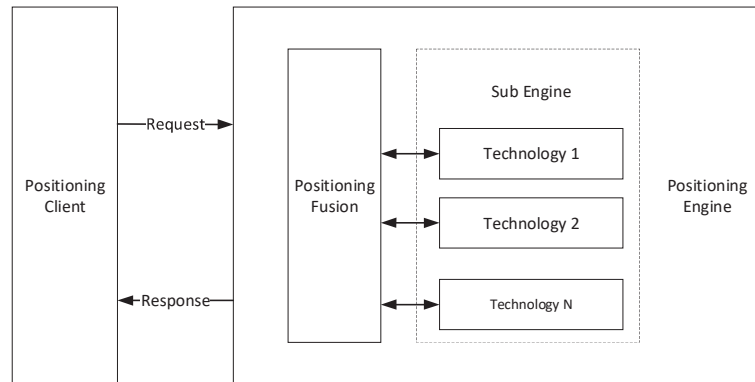 Positioning
Client
Request
Response
Positioning
Fusion
Sub Engine
Technology 1
Technology 2
Technology N
Positioning
Engine